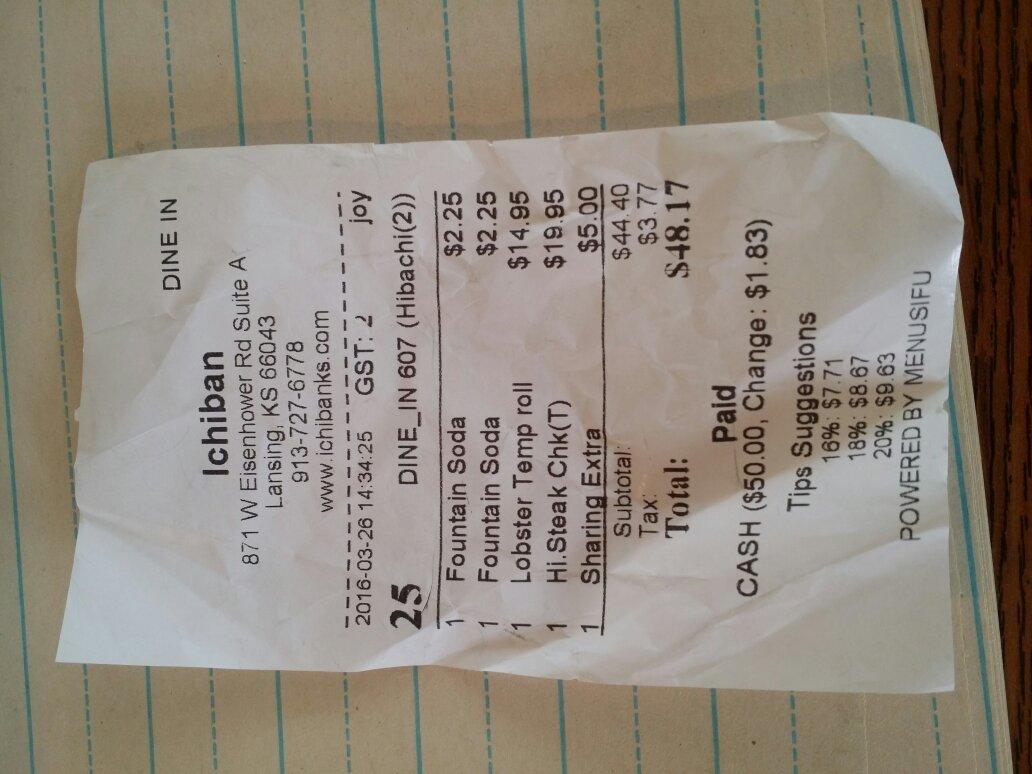 DINE IN
Ichiban
871 W Eisenhower Rd Suite A
Lansing, KS 66043
913-727-6778
www.ichibanks.com
2016-03-26 14:34:25 GST: 2 joy
25 DINE_IN 607 (Hibachi(2))
1 Fountain Soda $2.25
1 Fountain Soda $2.25
1 Lobster Temp roll $14.95
1 Hi.Steak Chk(T) $19.95
1 Sharing Extra $5.00
Subtotal: $44.40
Tax: $3.77
Total: $48.17
Paid
CASH ($50.00, Change: $1.83)
Tips Suggestions
16%: $7.71
18%: $8.67
20%: $9.63
POWERED BY MENUSIFU